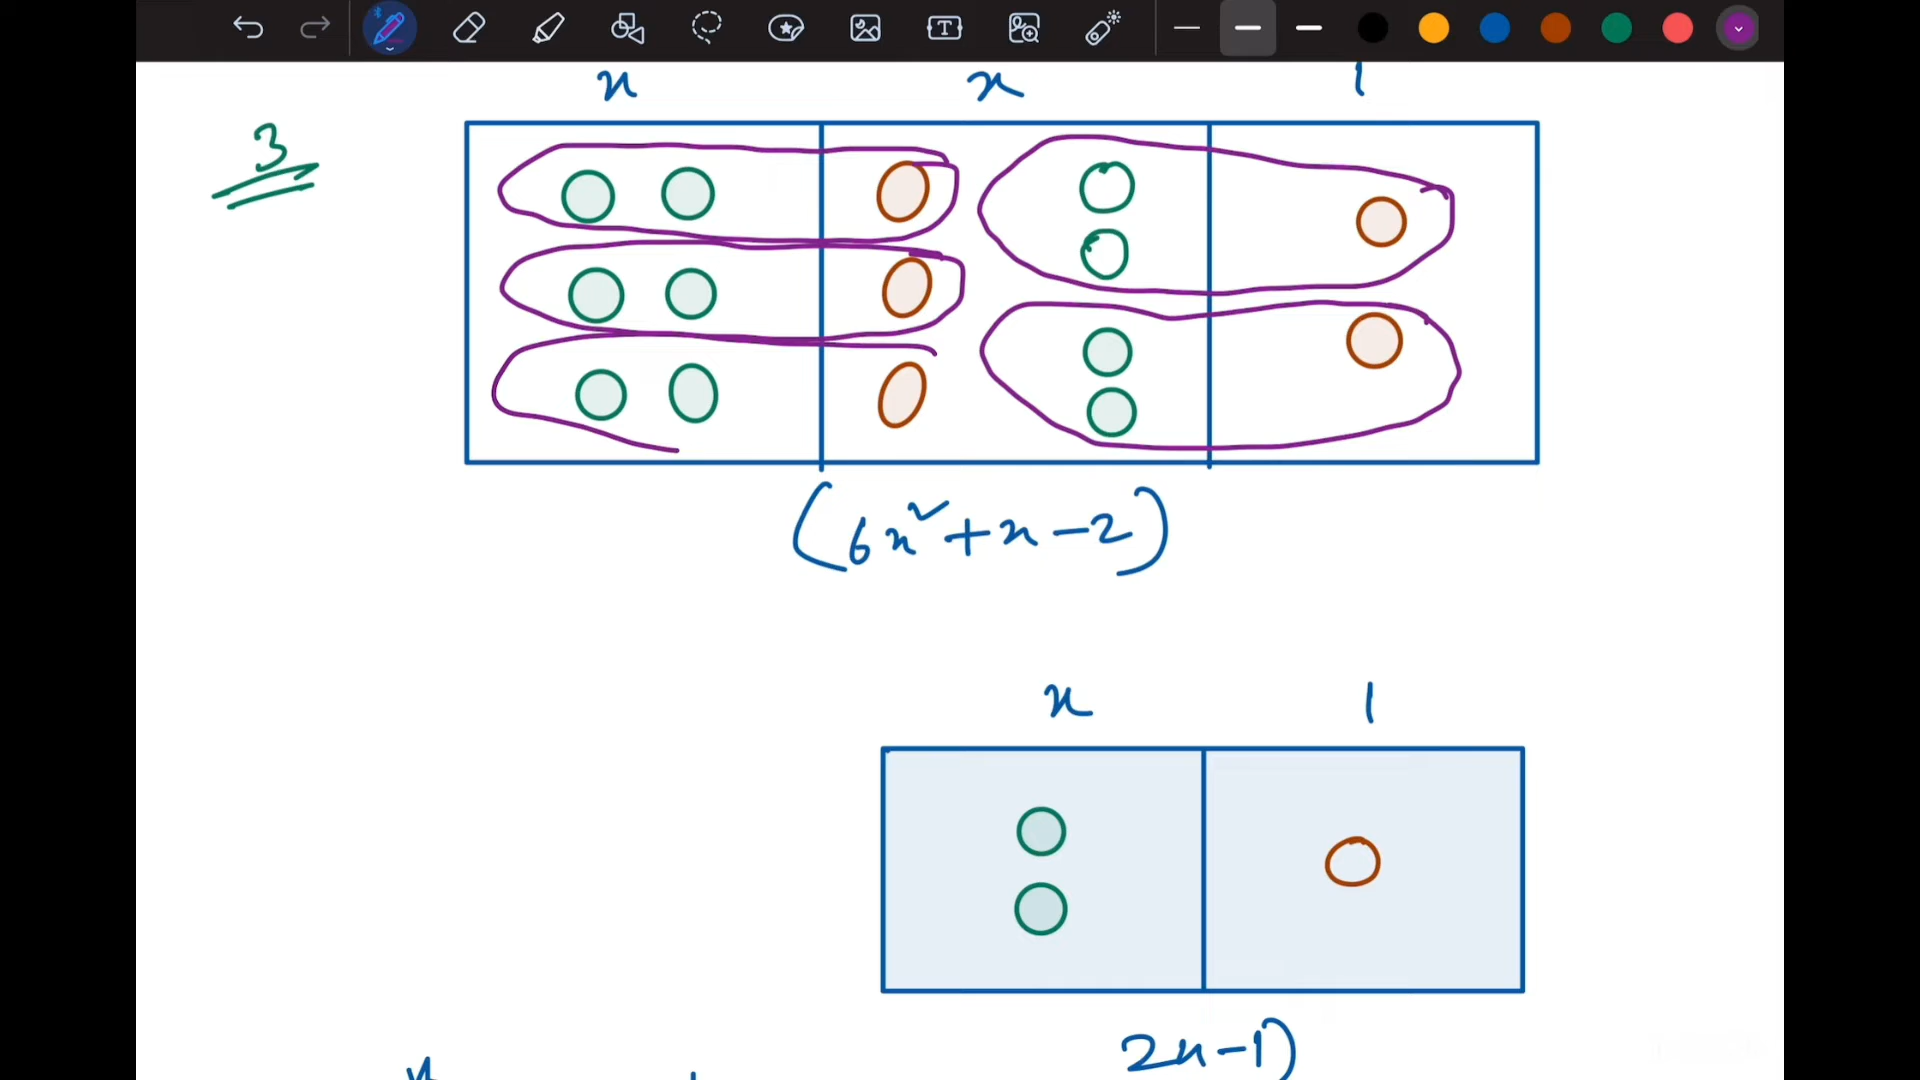 x x 1
3
(6x²+x-2)
x 1
2x-1)